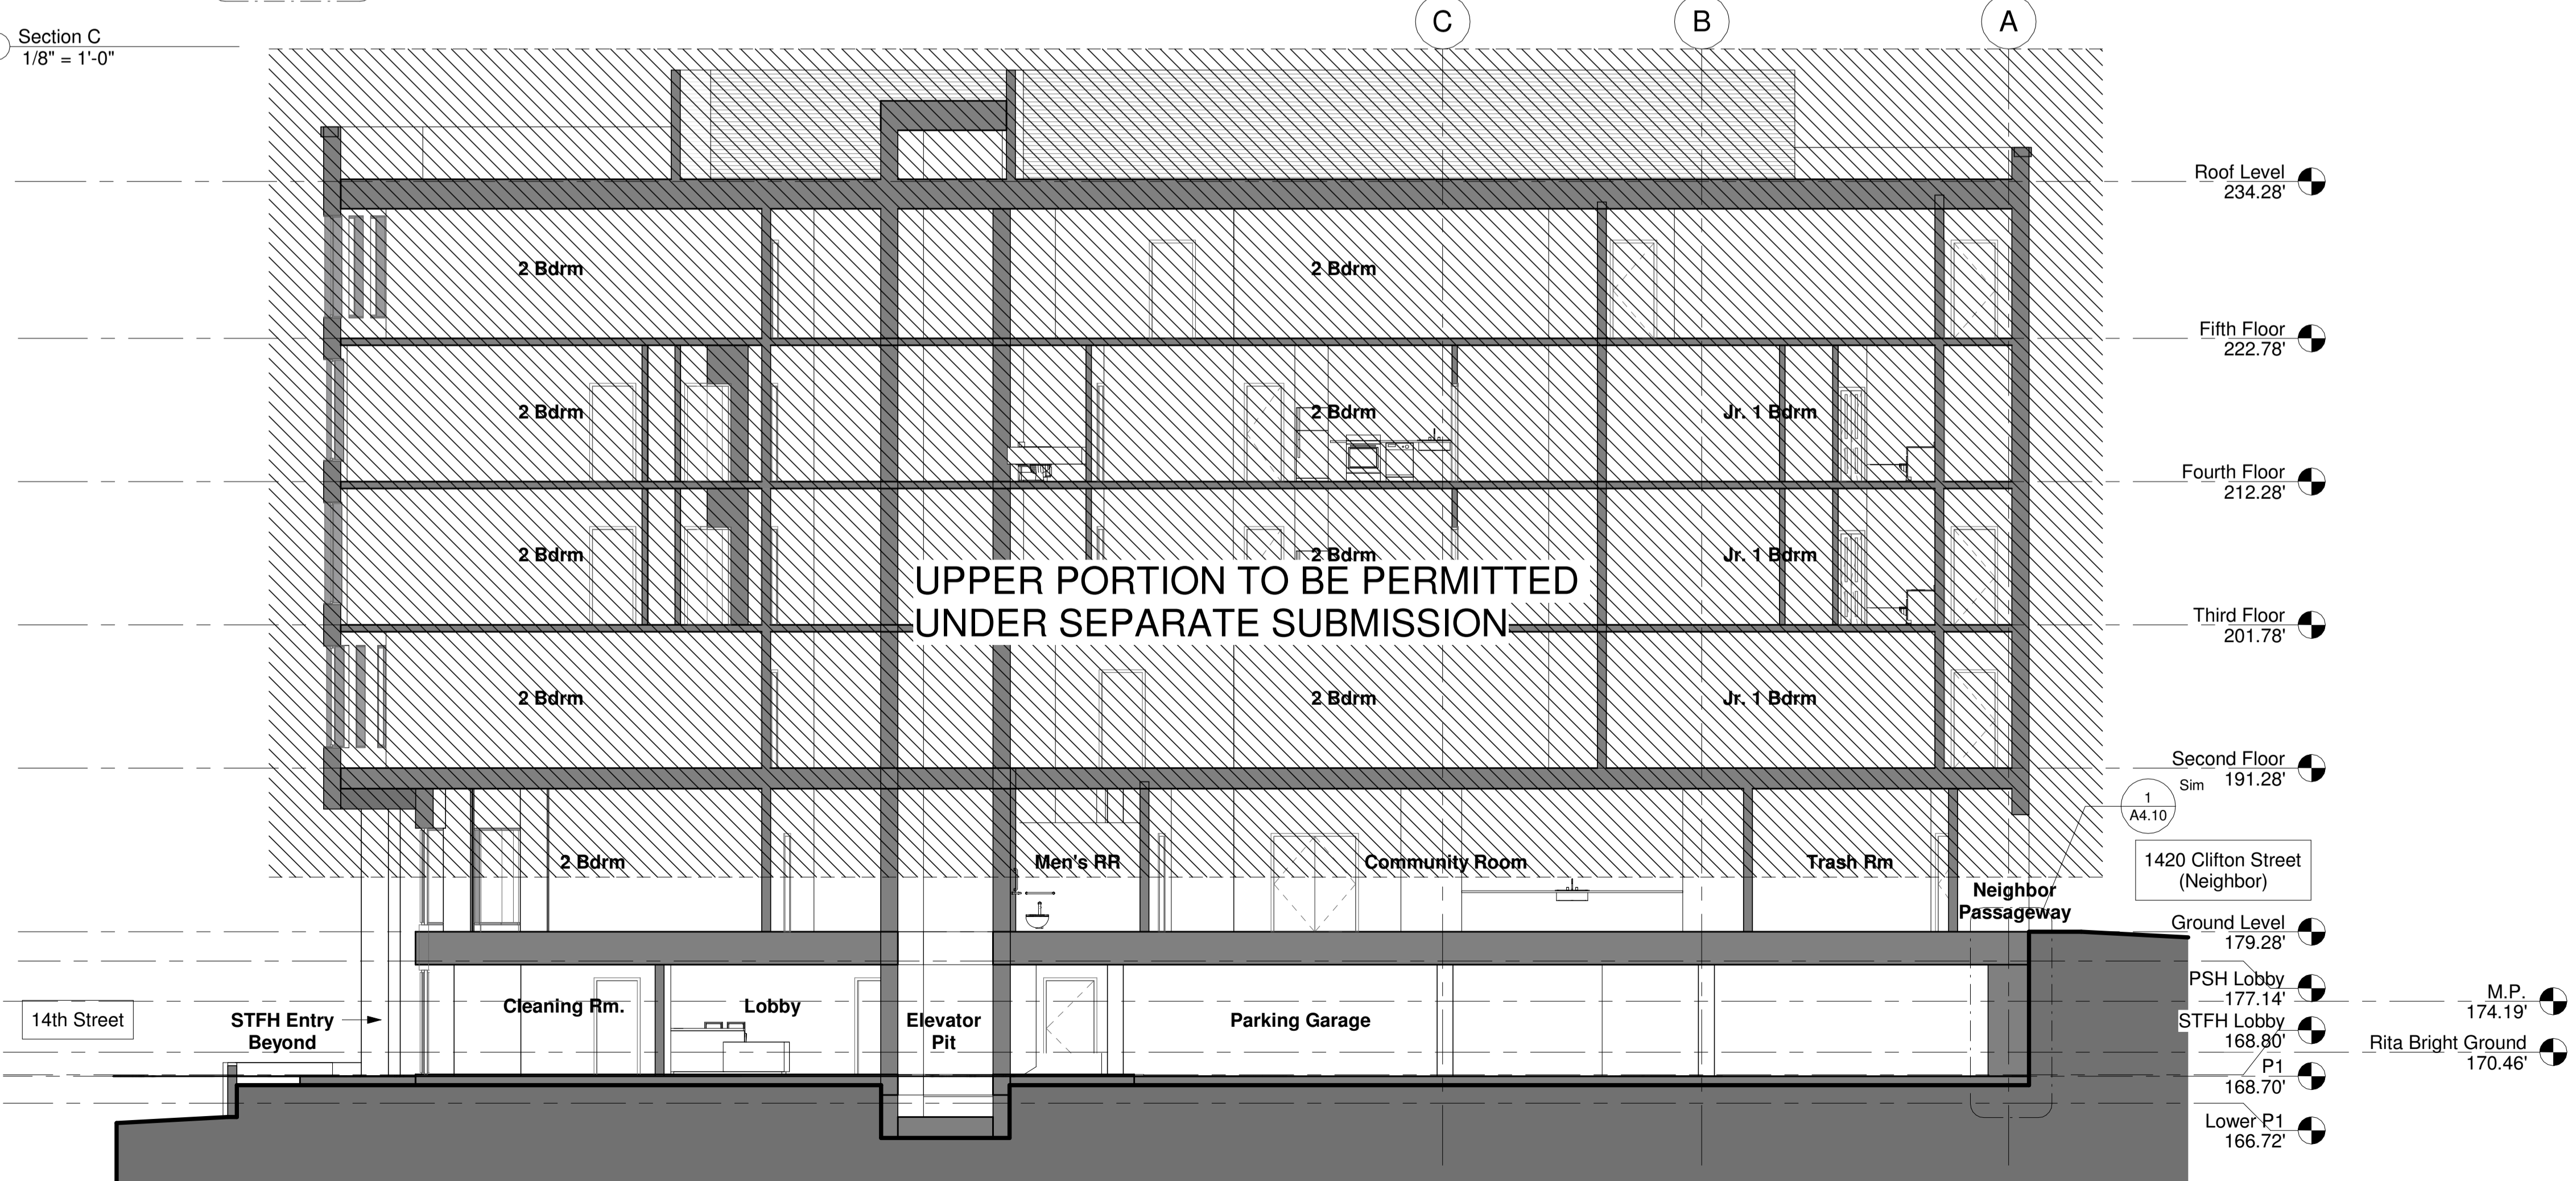 Section C
1/8" = 1'-0"
C
B
A
Roof Level
234.28'
2 Bdrm
2 Bdrm
Fifth Floor
222.78'
2 Bdrm
2 Bdrm
Jr. 1 Bdrm
Fourth Floor
212.28'
2 Bdrm
2 Bdrm
Jr. 1 Bdrm
UPPER PORTION TO BE PERMITTED
UNDER SEPARATE SUBMISSION
Third Floor
201.78'
2 Bdrm
2 Bdrm
Jr. 1 Bdrm
Second Floor
191.28'
Sim
1
A4.10
2 Bdrm
Men's RR
Community Room
Trash Rm
1420 Clifton Street
(Neighbor)
Neighbor
Passageway
Ground Level
179.28'
PSH Lobby
177.14'
M.P.
174.19'
14th Street
STFH Entry
Beyond
Cleaning Rm.
Lobby
Elevator
Pit
Parking Garage
STFH Lobby
168.80'
Rita Bright Ground
170.46'
P1
168.70'
Lower P1
166.72'